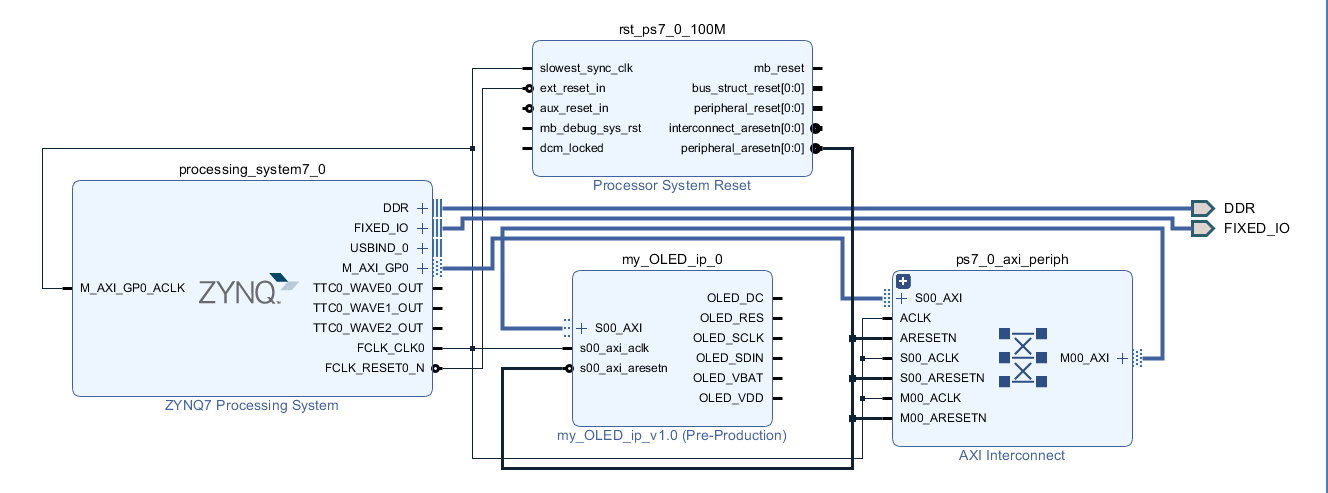 rst_ps7_0_100M
slowest_sync_clk
ext_reset_in
aux_reset_in
mb_debug_sys_rst
dcm_locked
mb_reset
bus_struct_reset[0:0]
peripheral_reset[0:0]
interconnect_aresetn[0:0]
peripheral_aresetn[0:0]
Processor System Reset
processing_system7_0
M_AXI_GP0_ACLK
ZYNQ
DDR
FIXED_IO
USBIND_0
M_AXI_GP0
TTC0_WAVE0_OUT
TTC0_WAVE1_OUT
TTC0_WAVE2_OUT
FCLK_CLK0
FCLK_RESET0_N
ZYNQ7 Processing System
my_OLED_ip_0
S00_AXI
s00_axi_aclk
s00_axi_aresetn
OLED_DC
OLED_RES
OLED_SCLK
OLED_SDIN
OLED_VBAT
OLED_VDD
my_OLED_ip_v1.0 (Pre-Production)
ps7_0_axi_periph
S00_AXI
ACLK
ARESETN
S00_ACLK
S00_ARESETN
M00_ACLK
M00_ARESETN
M00_AXI
AXI Interconnect
DDR
FIXED_IO